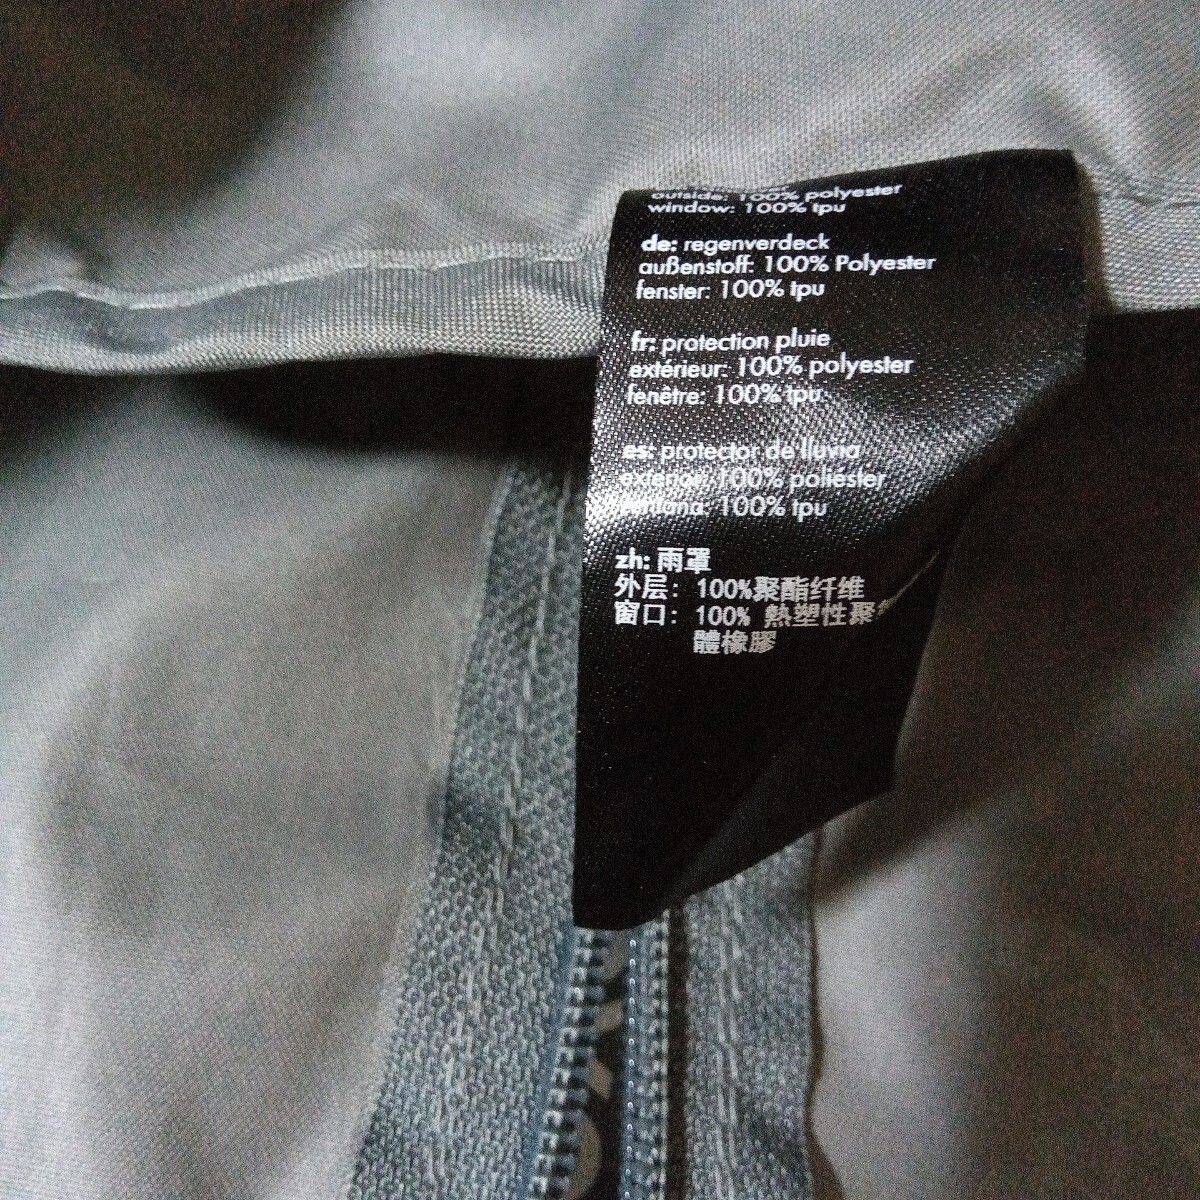 outside: 100% polyester
window: 100% tpu
de: regenverdeck
außenstoff: 100% Polyester
fenster: 100% tpu
fr: protection pluie
extérieur: 100% polyester
fenêtre: 100% tpu
es: protector de lluvia
exterior: 100% poliéster
ventana: 100% tpu
zh: 雨罩
外层: 100%聚酯纤维
窗口: 100% 熱塑性聚
體橡膠